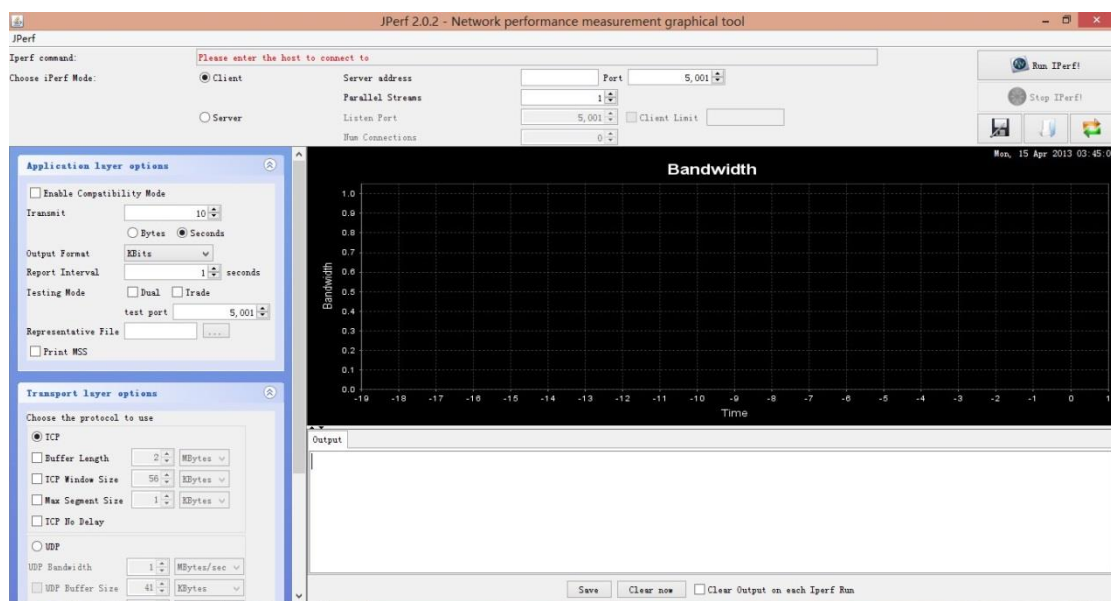 JPerf 2.0.2 - Network performance measurement graphical tool
JPerf
Iperf command: Please enter the host to connect to
Choose iPerf Mode: Client Server address Port 5,001
Parallel Streams 1
Server Listen Port 5,001 Client Limit
Num Connections 0
Run IPerf!
Stop IPerf!
Application layer options
Enable Compatibility Mode
Transmit 10
Bytes Seconds
Output Format KBits
Report Interval 1 seconds
Testing Mode Dual Trade
test port 5,001
Representative File ...
Print MSS
Transport layer options
Choose the protocol to use
TCP
Buffer Length 2 MBytes
TCP Window Size 56 KBytes
Max Segment Size 1 KBytes
TCP No Delay
UDP
UDP Bandwidth 1 MBytes/sec
UDP Buffer Size 41 KBytes
Mon, 15 Apr 2013 03:45:0
Bandwidth
Bandwidth
1.0
0.9
0.8
0.7
0.6
0.5
0.4
0.3
0.2
0.1
0.0
-19 -18 -17 -16 -15 -14 -13 -12 -11 -10 -9 -8 -7 -6 -5 -4 -3 -2 -1 0 1
Time
Output
Save Clear now Clear Output on each Iperf Run